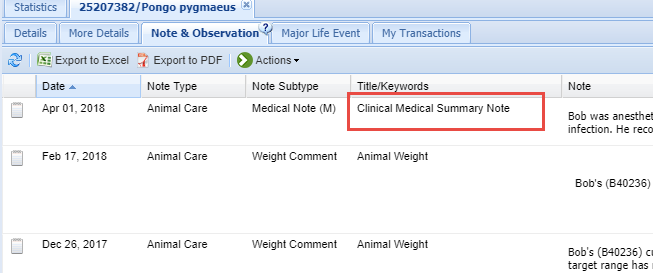 Statistics 25207382/Pongo pygmaeus
Details More Details Note & Observation ? Major Life Event My Transactions
Export to Excel Export to PDF Actions
Date Note Type Note Subtype Title/Keywords Note
Apr 01, 2018 Animal Care Medical Note (M) Clinical Medical Summary Note
Bob was anesthet
infection. He reco
Feb 17, 2018 Animal Care Weight Comment Animal Weight
Bob's (B40236)
Dec 26, 2017 Animal Care Weight Comment Animal Weight
Bob's (B40236) cu
target range has